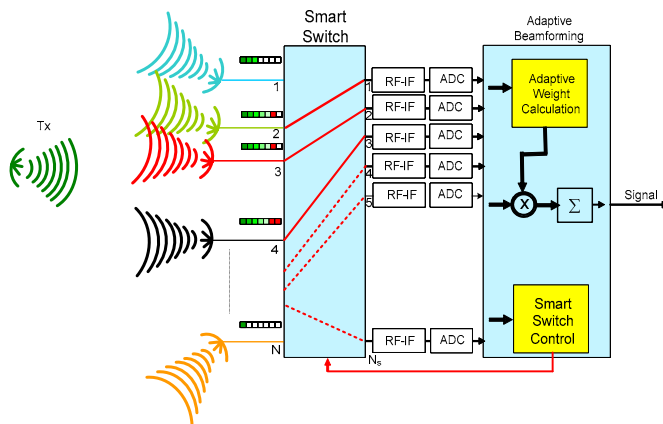 Smart
Switch
Adaptive
Beamforming
Tx
1
2
3
4
N
1
2
3
4
5
Ns
RF-IF
ADC
RF-IF
ADC
RF-IF
ADC
RF-IF
ADC
RF-IF
ADC
RF-IF
ADC
Adaptive
Weight
Calculation
X
Σ
Signal
Smart
Switch
Control